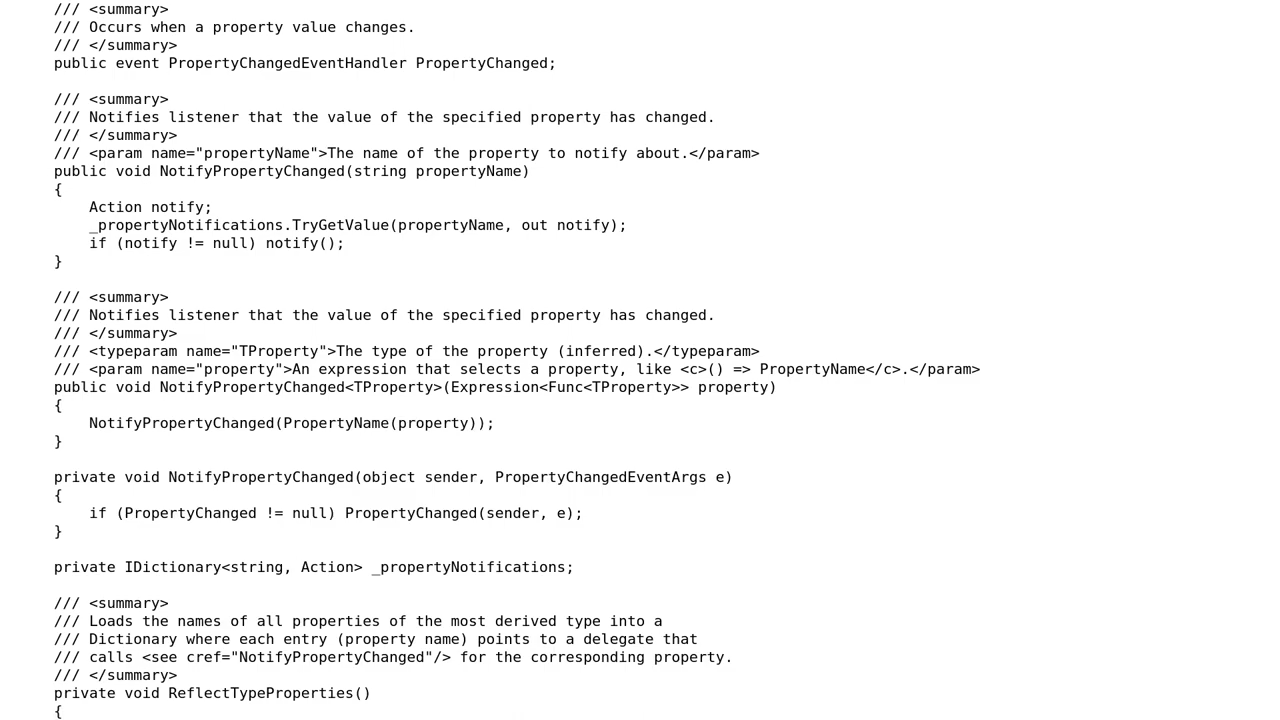 /// <summary>
/// Occurs when a property value changes.
/// </summary>
public event PropertyChangedEventHandler PropertyChanged;

/// <summary>
/// Notifies listener that the value of the specified property has changed.
/// </summary>
/// <param name="propertyName">The name of the property to notify about.</param>
public void NotifyPropertyChanged(string propertyName)
{
    Action notify;
    _propertyNotifications.TryGetValue(propertyName, out notify);
    if (notify != null) notify();
}

/// <summary>
/// Notifies listener that the value of the specified property has changed.
/// </summary>
/// <typeparam name="TProperty">The type of the property (inferred).</typeparam>
/// <param name="property">An expression that selects a property, like <c>() => PropertyName</c>.</param>
public void NotifyPropertyChanged<TProperty>(Expression<Func<TProperty>> property)
{
    NotifyPropertyChanged(PropertyName(property));
}

private void NotifyPropertyChanged(object sender, PropertyChangedEventArgs e)
{
    if (PropertyChanged != null) PropertyChanged(sender, e);
}

private IDictionary<string, Action> _propertyNotifications;

/// <summary>
/// Loads the names of all properties of the most derived type into a
/// Dictionary where each entry (property name) points to a delegate that
/// calls <see cref="NotifyPropertyChanged"/> for the corresponding property.
/// </summary>
private void ReflectTypeProperties()
{